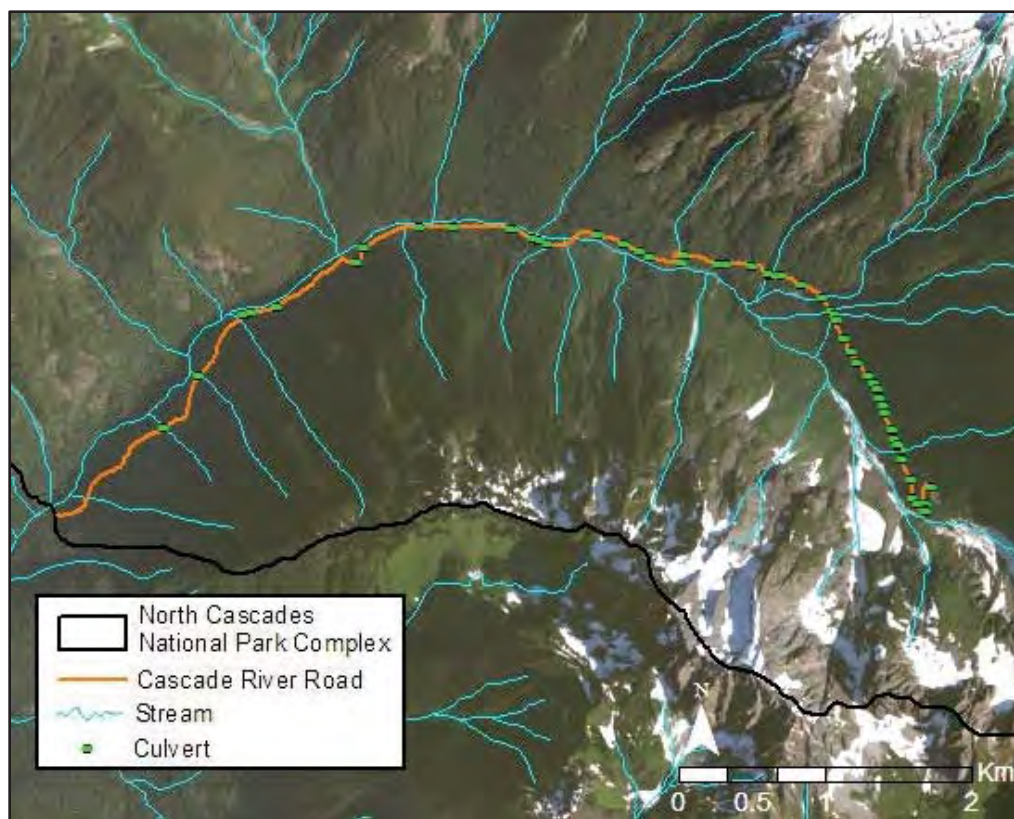 North Cascades
National Park Complex
Cascade River Road
Stream
Culvert
N
Km
0 0.5 1 2